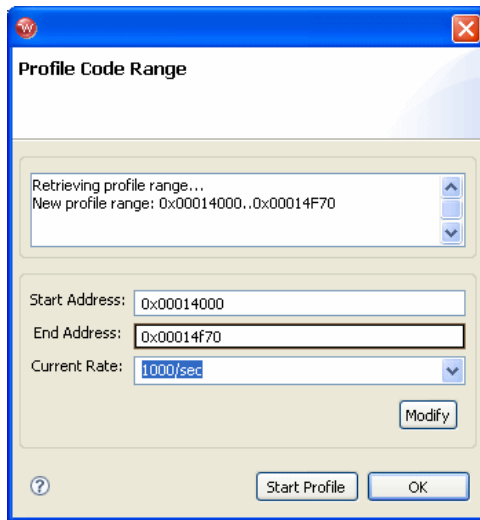 Profile Code Range
Retrieving profile range...
New profile range: 0x00014000..0x00014F70
Start Address: 0x00014000
End Address: 0x00014f70
Current Rate: 1000/sec
Modify
Start Profile OK